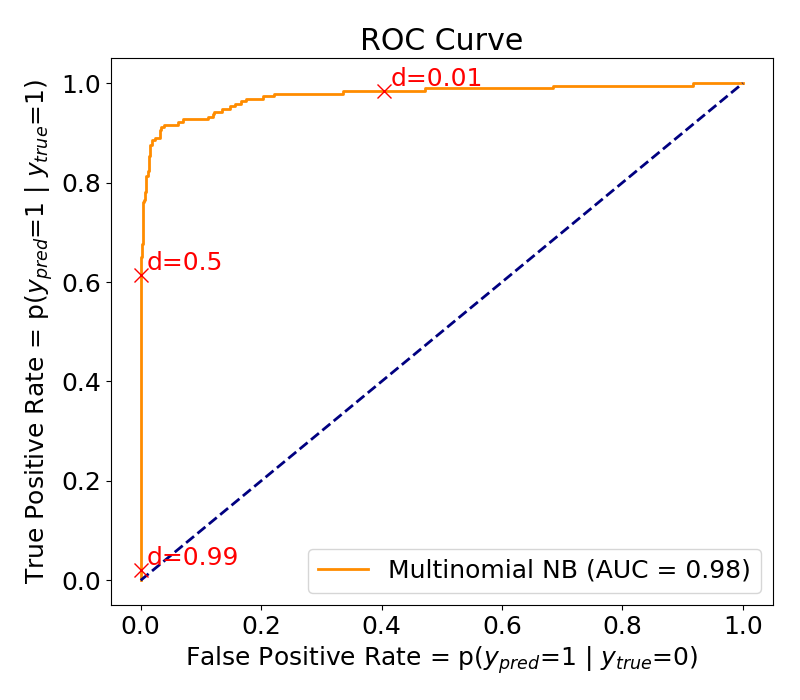 ROC Curve
True Positive Rate = p(y_pred=1 | y_true=1)
1.0
0.8
0.6
0.4
0.2
0.0
d=0.01
d=0.5
d=0.99
Multinomial NB (AUC = 0.98)
0.0 0.2 0.4 0.6 0.8 1.0
False Positive Rate = p(y_pred=1 | y_true=0)